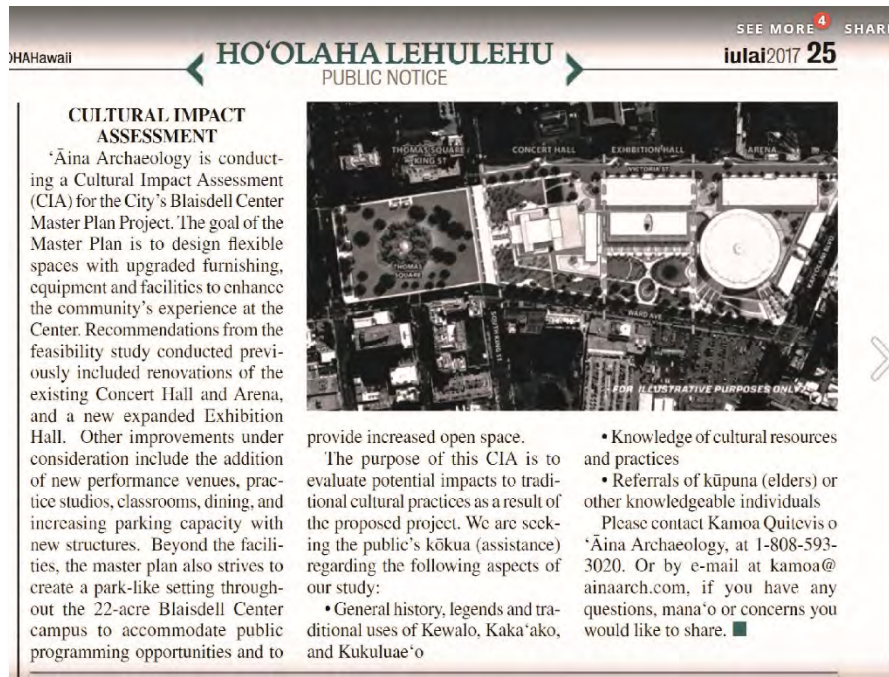 SEE MORE 4 SHAR
OHAHawaii
HO‘OLAHA LEHULEHU
PUBLIC NOTICE
iulai2017 25
CULTURAL IMPACT
ASSESSMENT
‘Āina Archaeology is conduct-
ing a Cultural Impact Assessment
(CIA) for the City’s Blaisdell Center
Master Plan Project. The goal of the
Master Plan is to design flexible
spaces with upgraded furnishing,
equipment and facilities to enhance
the community’s experience at the
Center. Recommendations from the
feasibility study conducted previ-
ously included renovations of the
existing Concert Hall and Arena,
and a new expanded Exhibition
Hall. Other improvements under
consideration include the addition
of new performance venues, prac-
tice studios, classrooms, dining, and
increasing parking capacity with
new structures. Beyond the facili-
ties, the master plan also strives to
create a park-like setting through-
out the 22-acre Blaisdell Center
campus to accommodate public
programming opportunities and to
THOMAS SQUARE
KING ST
CONCERT HALL
EXHIBITION HALL
ARENA
VICTORIA ST
THOMAS
SQUARE
SOUTH KING ST
WARD AVE
KAPIOLANI BLVD
FOR ILLUSTRATIVE PURPOSES ONLY
provide increased open space.
The purpose of this CIA is to
evaluate potential impacts to tradi-
tional cultural practices as a result of
the proposed project. We are seek-
ing the public’s kōkua (assistance)
regarding the following aspects of
our study:
• General history, legends and tra-
ditional uses of Kewalo, Kaka‘ako,
and Kukuluae‘o
• Knowledge of cultural resources
and practices
• Referrals of kūpuna (elders) or
other knowledgeable individuals
Please contact Kamoa Quitevis o
‘Āina Archaeology, at 1-808-593-
3020. Or by e-mail at kamoa@
ainaarch.com, if you have any
questions, mana‘o or concerns you
would like to share.